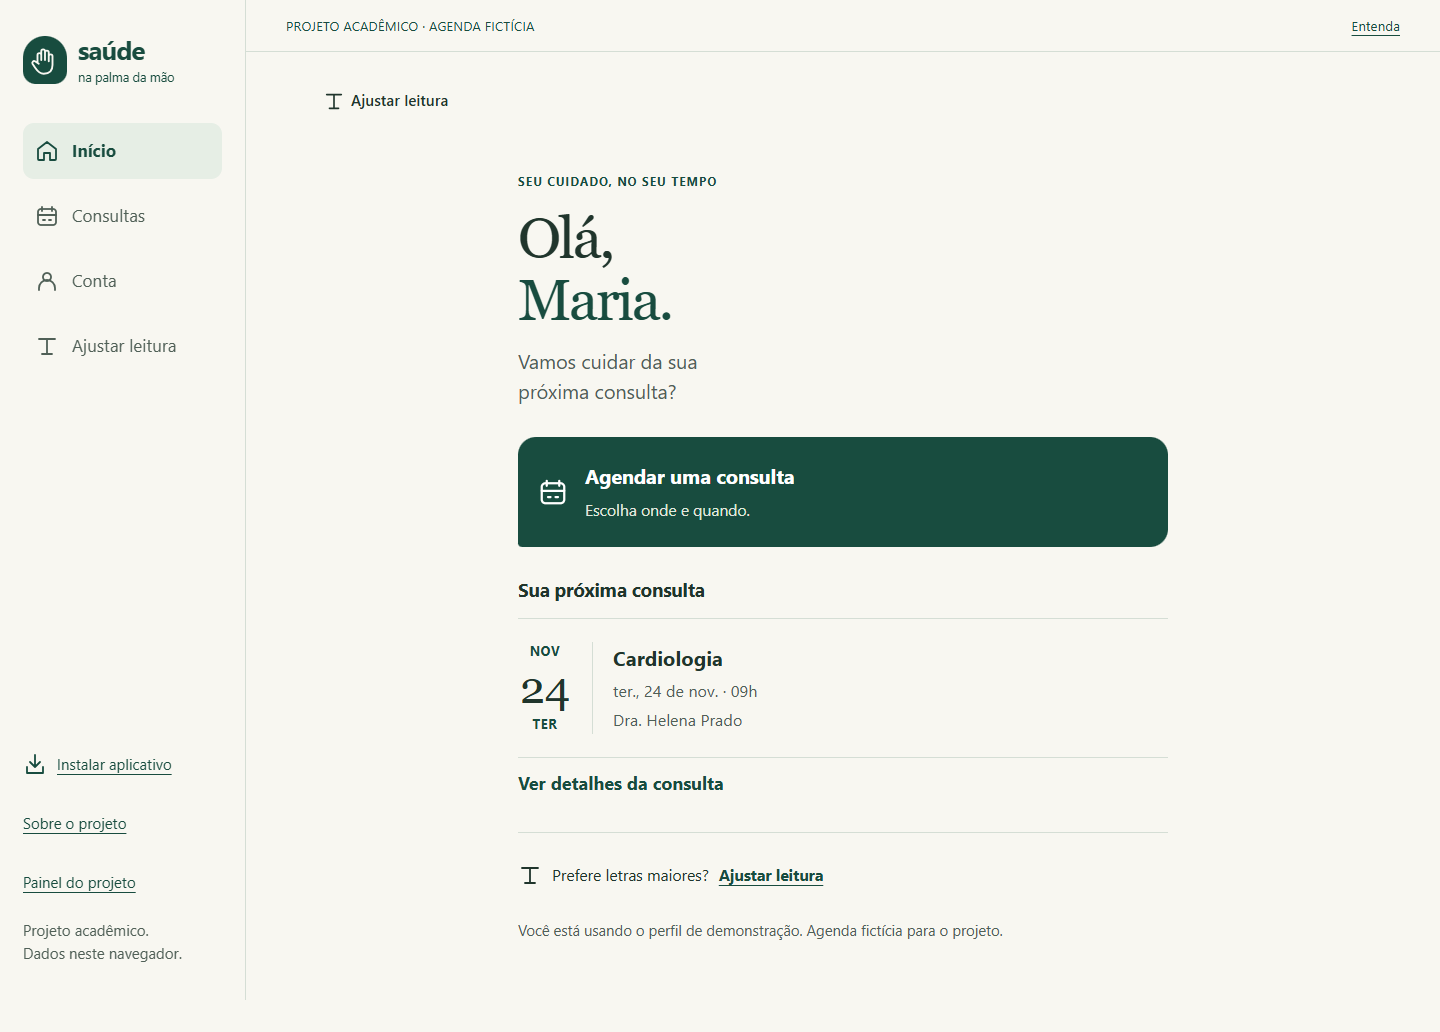 saúde
na palma da mão
Início
Consultas
Conta
Ajustar leitura
Instalar aplicativo
Sobre o projeto
Painel do projeto
Projeto acadêmico.
Dados neste navegador.
PROJETO ACADÊMICO · AGENDA FICTÍCIA
Entenda
Ajustar leitura
SEU CUIDADO, NO SEU TEMPO
Olá,
Maria.
Vamos cuidar da sua
próxima consulta?
Agendar uma consulta
Escolha onde e quando.
Sua próxima consulta
NOV
24
TER
Cardiologia
ter., 24 de nov. · 09h
Dra. Helena Prado
Ver detalhes da consulta
Prefere letras maiores? Ajustar leitura
Você está usando o perfil de demonstração. Agenda fictícia para o projeto.